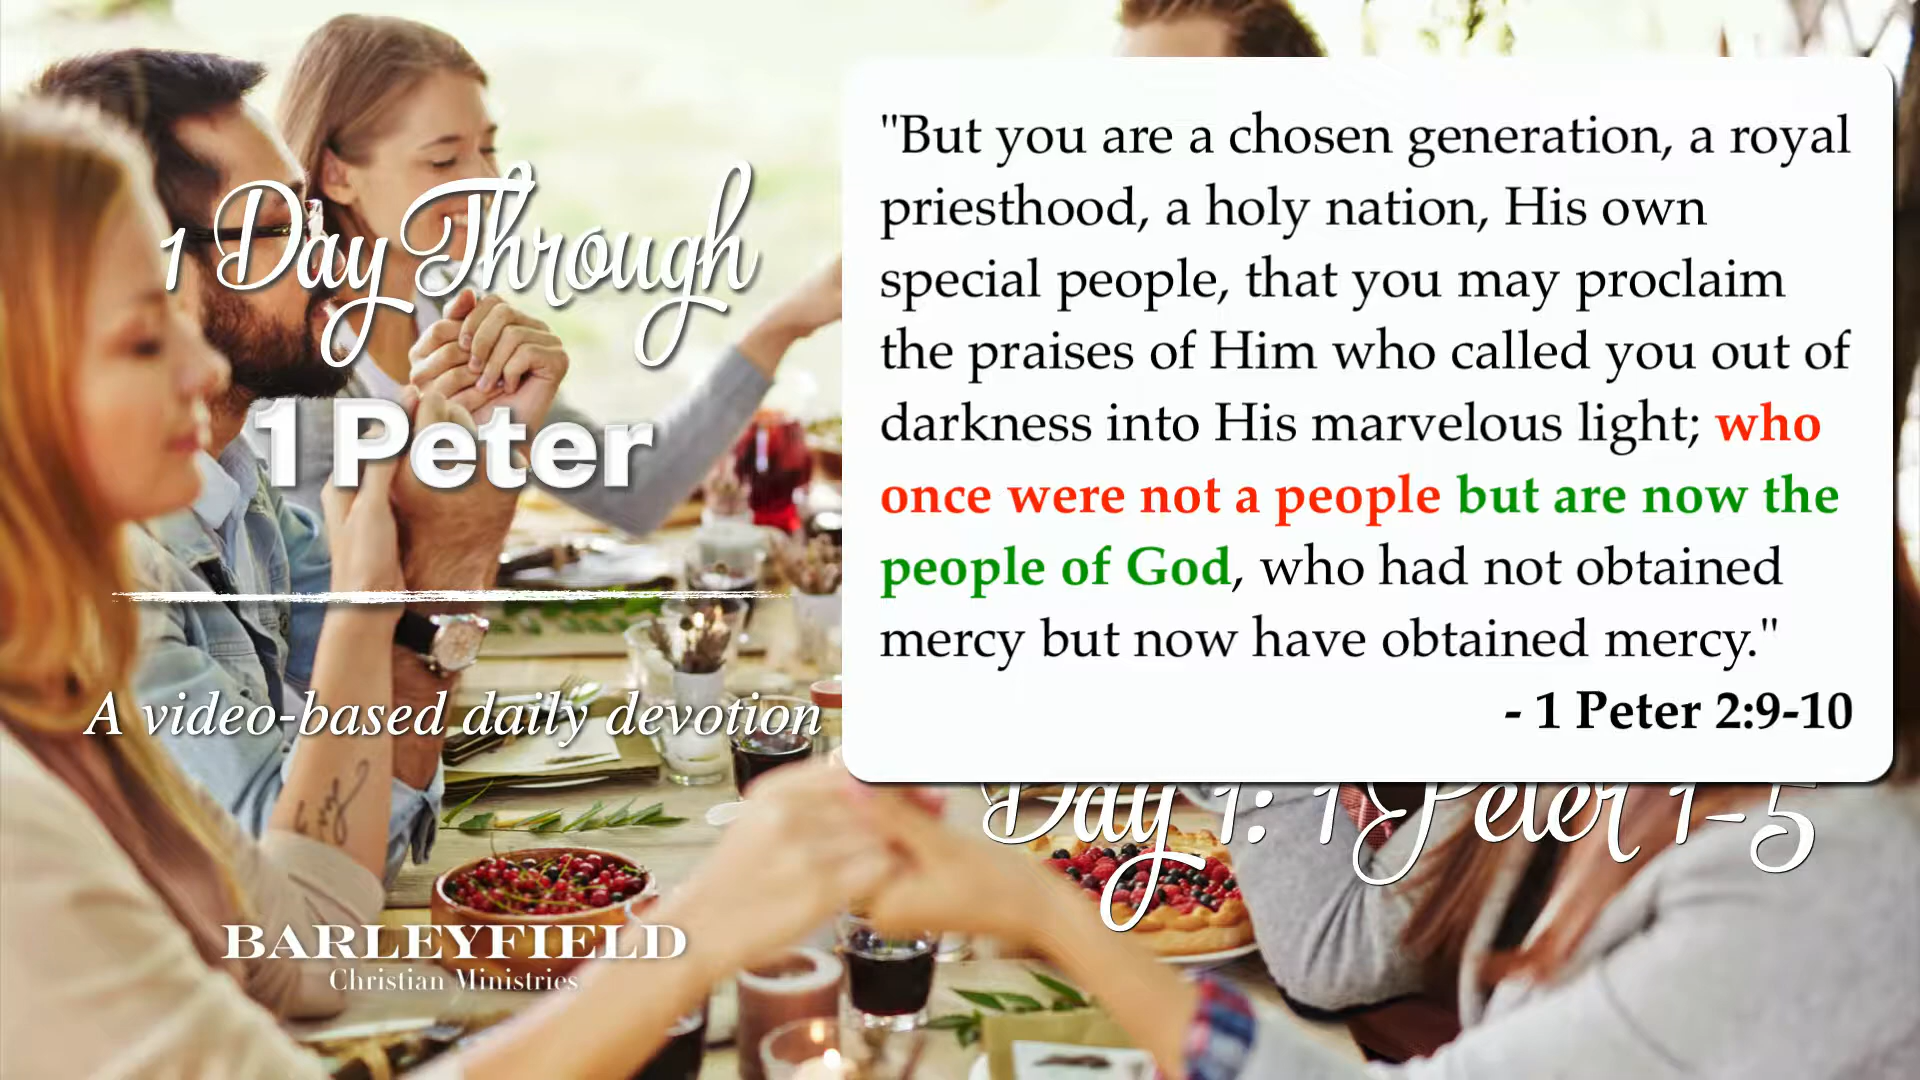 1 Day Through
1 Peter
A video-based daily devotion
BARLEYFIELD
Christian Ministries
"But you are a chosen generation, a royal
priesthood, a holy nation, His own
special people, that you may proclaim
the praises of Him who called you out of
darkness into His marvelous light; who
once were not a people but are now the
people of God, who had not obtained
mercy but now have obtained mercy."
- 1 Peter 2:9-10
Day 1: 1 Peter 1-5